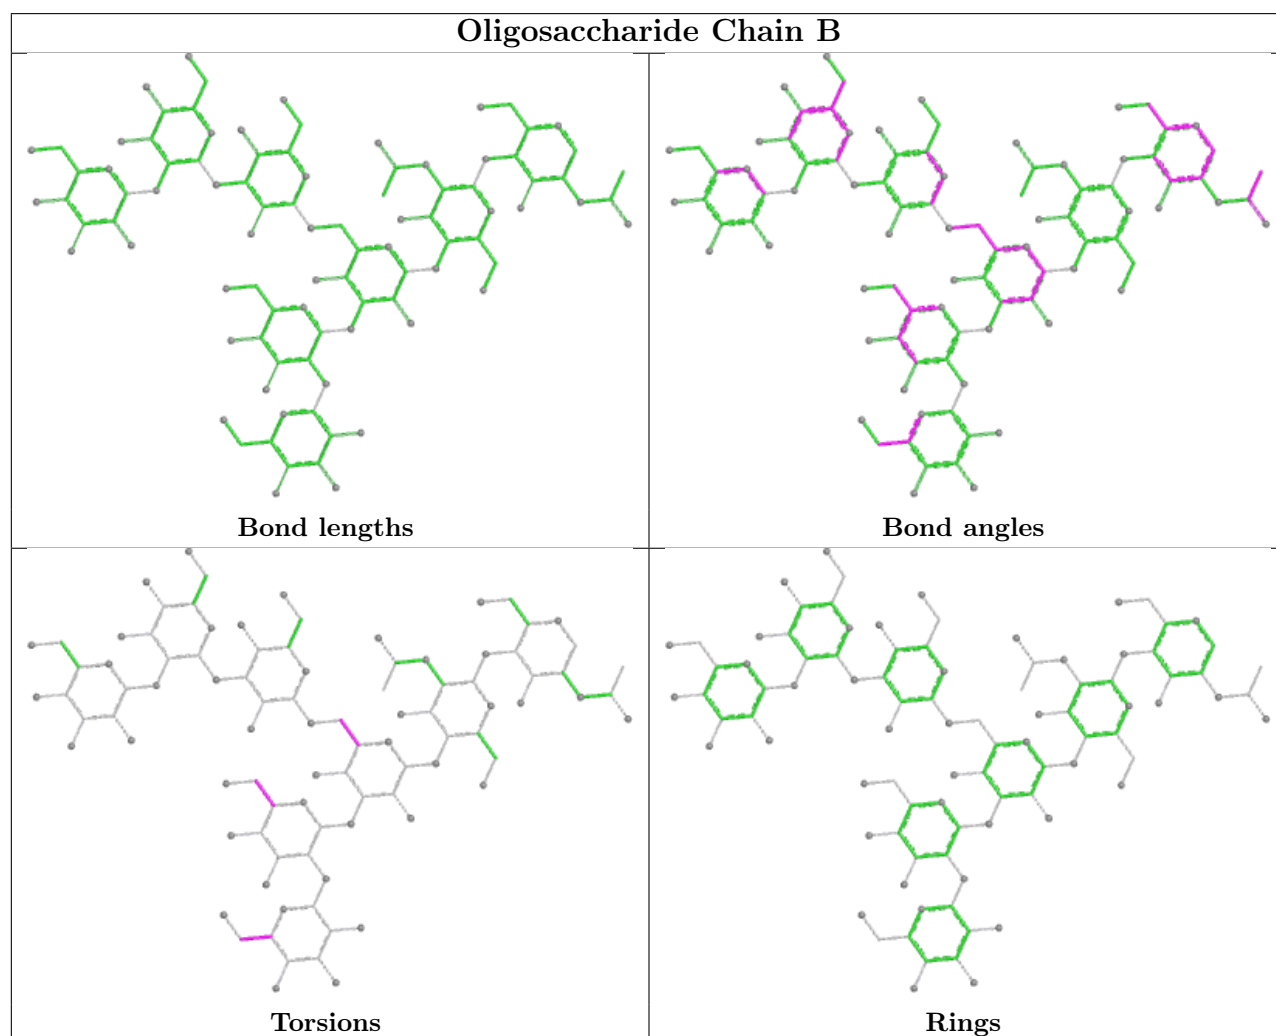 Oligosaccharide Chain B
Bond lengths
Bond angles
Torsions
Rings